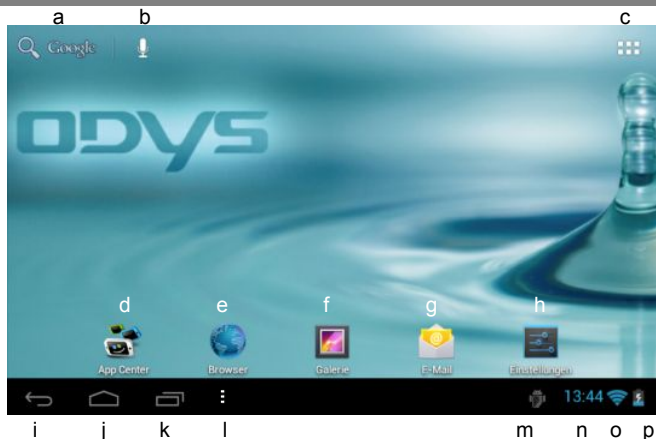 a b c
Google
ODYS
d e f g h
App Center Browser Galerie E-Mail Einstellungen
13:44
i j k l m n o p